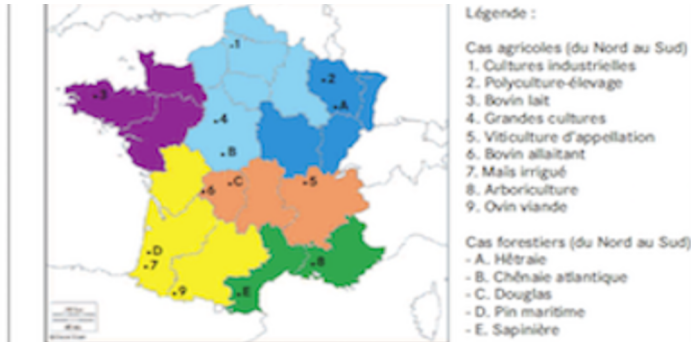 Légende :
Cas agricoles (du Nord au Sud)
1. Cultures industrielles
2. Polyculture-élevage
3. Bovin lait
4. Grandes cultures
5. Viticulture d'appellation
6. Bovin allaitant
7. Maïs irrigué
8. Arboriculture
9. Ovin viande
Cas forestiers (du Nord au Sud)
- A. Hêtraie
- B. Chênaie atlantique
- C. Douglas
- D. Pin maritime
- E. Sapinière
1
2
A
3
4
B
C
5
6
D
7
8
9
E